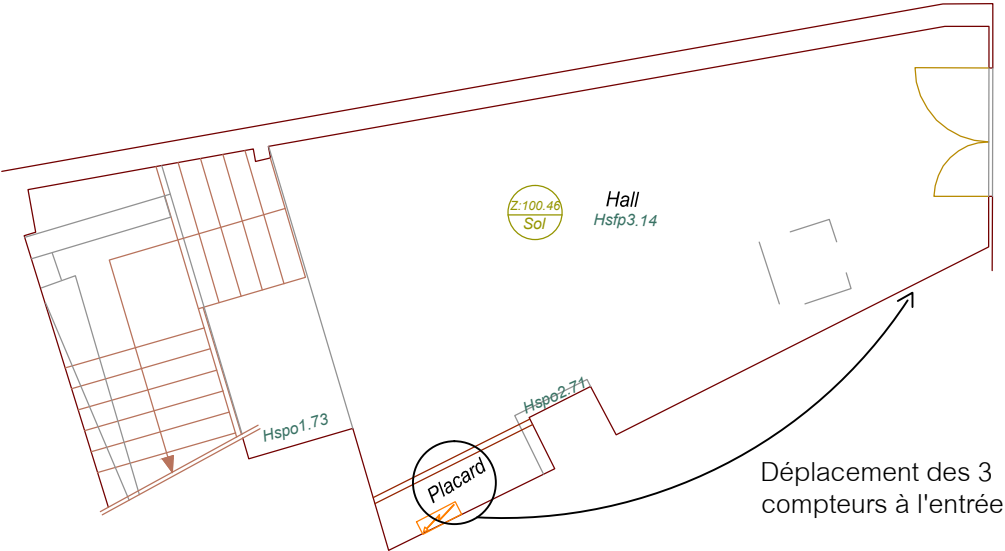 Z:100.46
Sol
Hall
Hsfp3.14
Hspo2.71
Hspo1.73
Placard
Déplacement des 3
compteurs à l'entrée